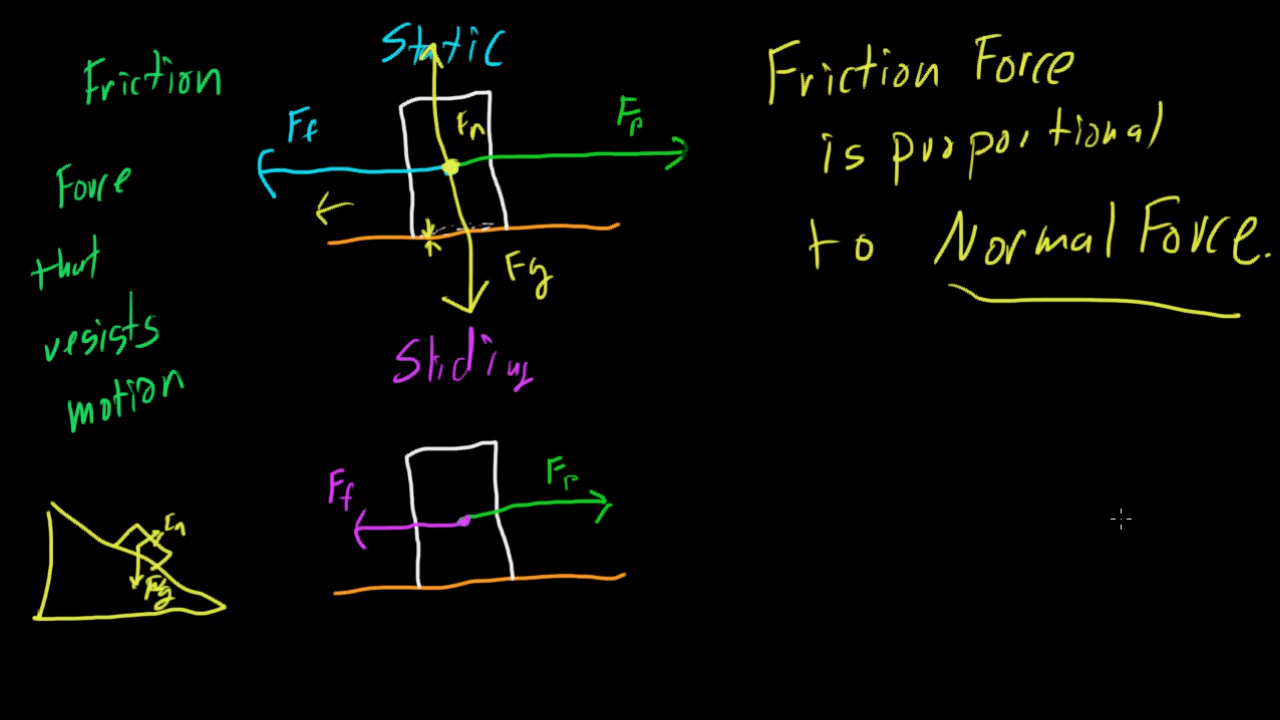 Friction
Force
that
resists
motion
Static
Ff
Fn
Fp
Fg
Sliding
Ff
Fp
Fn
Fg
Friction Force
is proportional
to Normal Force.